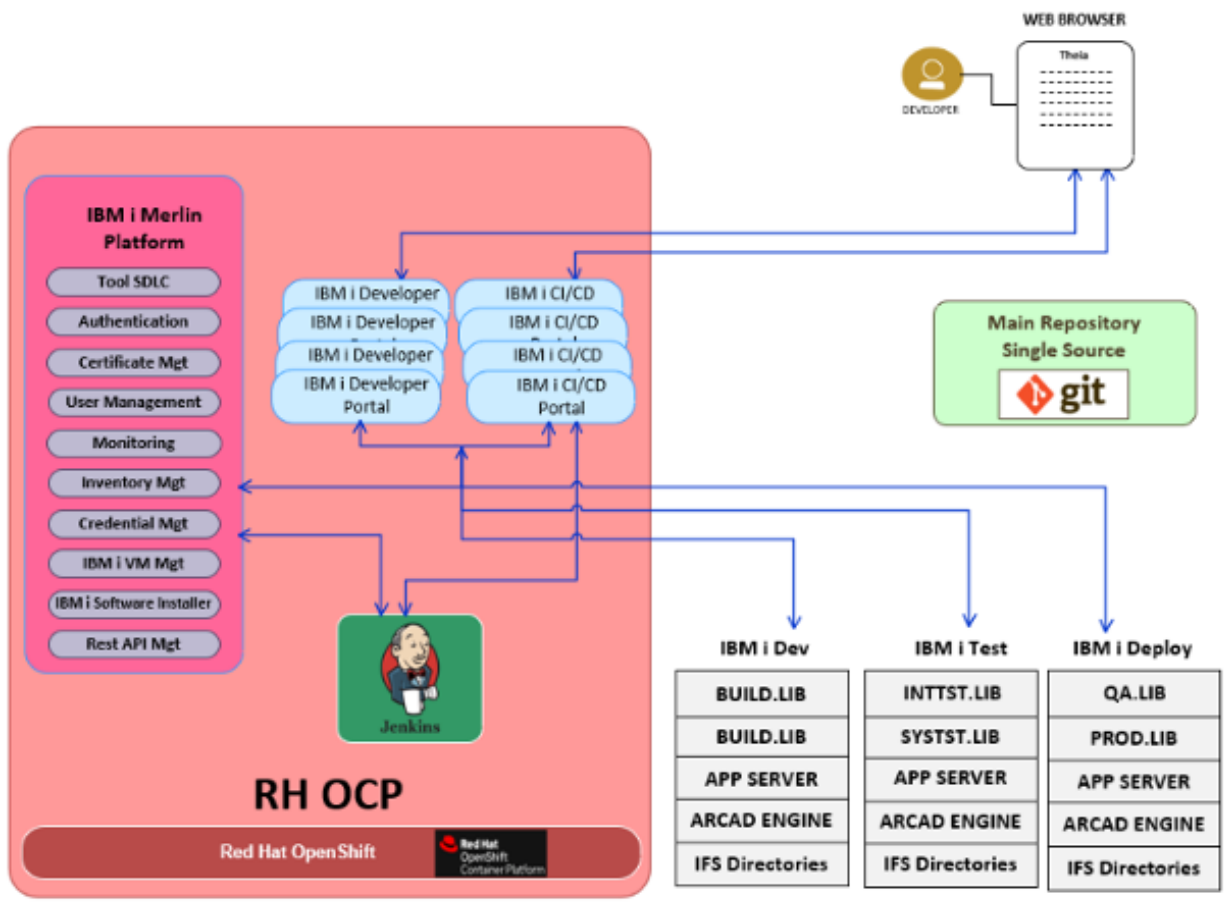 WEB BROWSER
Theia
DEVELOPER
IBM i Merlin
Platform
Tool SDLC
Authentication
Certificate Mgt
User Management
Monitoring
Inventory Mgt
Credential Mgt
IBM i VM Mgt
IBM i Software Installer
Rest API Mgt
IBM i Developer
IBM i Developer
IBM i Developer
IBM i Developer
Portal
IBM i CI/CD
IBM i CI/CD
IBM i CI/CD
IBM i CI/CD
Portal
Main Repository
Single Source
git
Jenkins
RH OCP
Red Hat OpenShift
Red Hat
OpenShift
Container Platform
IBM i Dev
BUILD.LIB
BUILD.LIB
APP SERVER
ARCAD ENGINE
IFS Directories
IBM i Test
INTTST.LIB
SYSTST.LIB
APP SERVER
ARCAD ENGINE
IFS Directories
IBM i Deploy
QA.LIB
PROD.LIB
APP SERVER
ARCAD ENGINE
IFS Directories